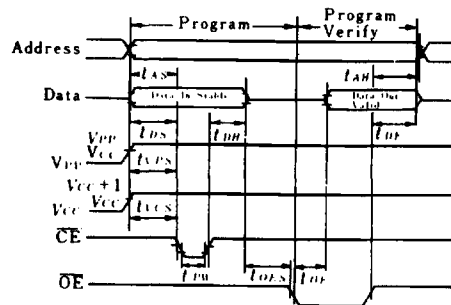 Program
Program
Verify
Address
tAS
tAH
Data
Data In Stable
Data Out
Valid
tDS
tDH
tDF
VPP
VCC
VPP
tVPS
VCC + 1
VCC
VCC
tVCS
CE
tPW
tOES
tOE
OE